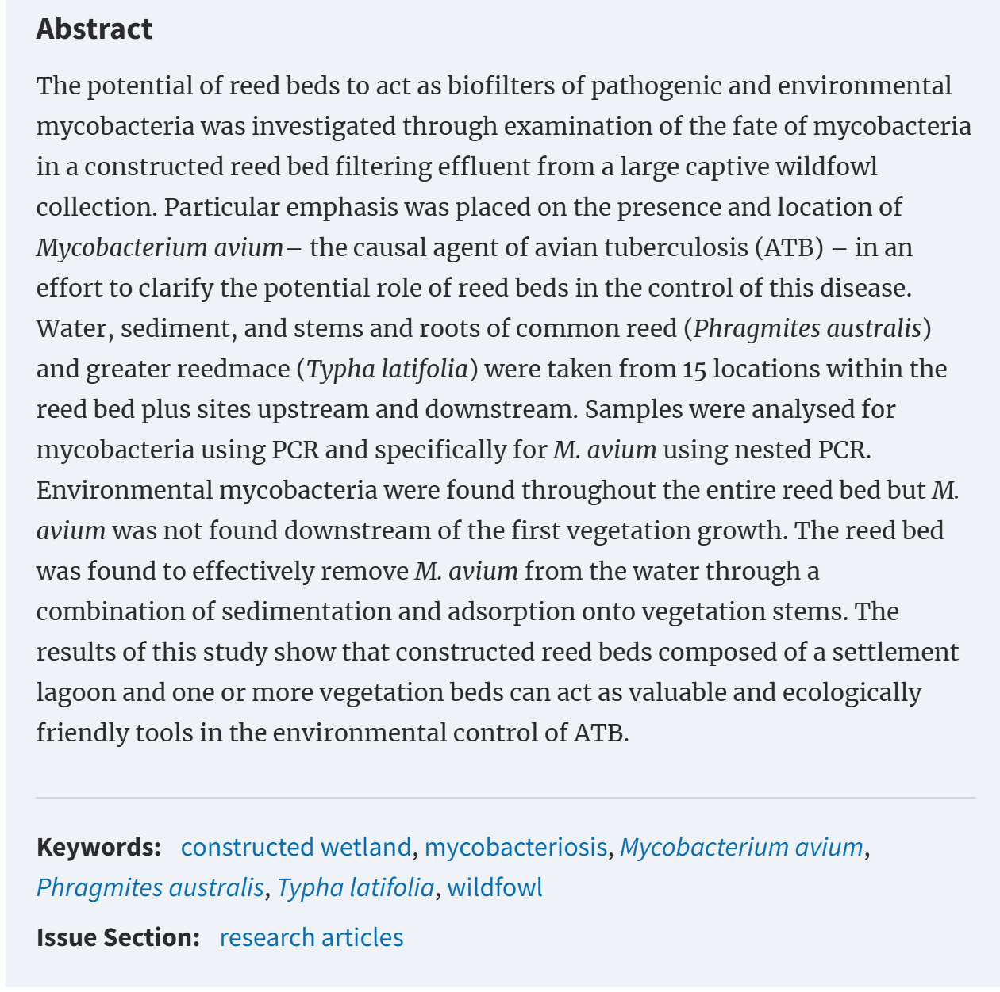 Abstract
The potential of reed beds to act as biofilters of pathogenic and environmental
mycobacteria was investigated through examination of the fate of mycobacteria
in a constructed reed bed filtering effluent from a large captive wildfowl
collection. Particular emphasis was placed on the presence and location of
Mycobacterium avium– the causal agent of avian tuberculosis (ATB) – in an
effort to clarify the potential role of reed beds in the control of this disease.
Water, sediment, and stems and roots of common reed (Phragmites australis)
and greater reedmace (Typha latifolia) were taken from 15 locations within the
reed bed plus sites upstream and downstream. Samples were analysed for
mycobacteria using PCR and specifically for M. avium using nested PCR.
Environmental mycobacteria were found throughout the entire reed bed but M.
avium was not found downstream of the first vegetation growth. The reed bed
was found to effectively remove M. avium from the water through a
combination of sedimentation and adsorption onto vegetation stems. The
results of this study show that constructed reed beds composed of a settlement
lagoon and one or more vegetation beds can act as valuable and ecologically
friendly tools in the environmental control of ATB.
Keywords: constructed wetland, mycobacteriosis, Mycobacterium avium,
Phragmites australis, Typha latifolia, wildfowl
Issue Section: research articles